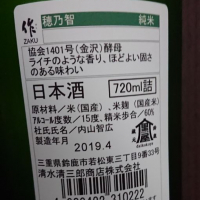 作 穂乃智 純米
ZAKU
協会1401号(金沢)酵母
ライチのような香り、ほどよい固さ
のある味わい
日本酒 720ml詰
原材料/米(国産)、米麹(国産米)
アルコール度数/15度、精米歩合/60%
杜氏氏名/内山智広
製造年月
2019.4
三重県鈴鹿市若松東三丁目9番33号
清水清三郎商店株式会社